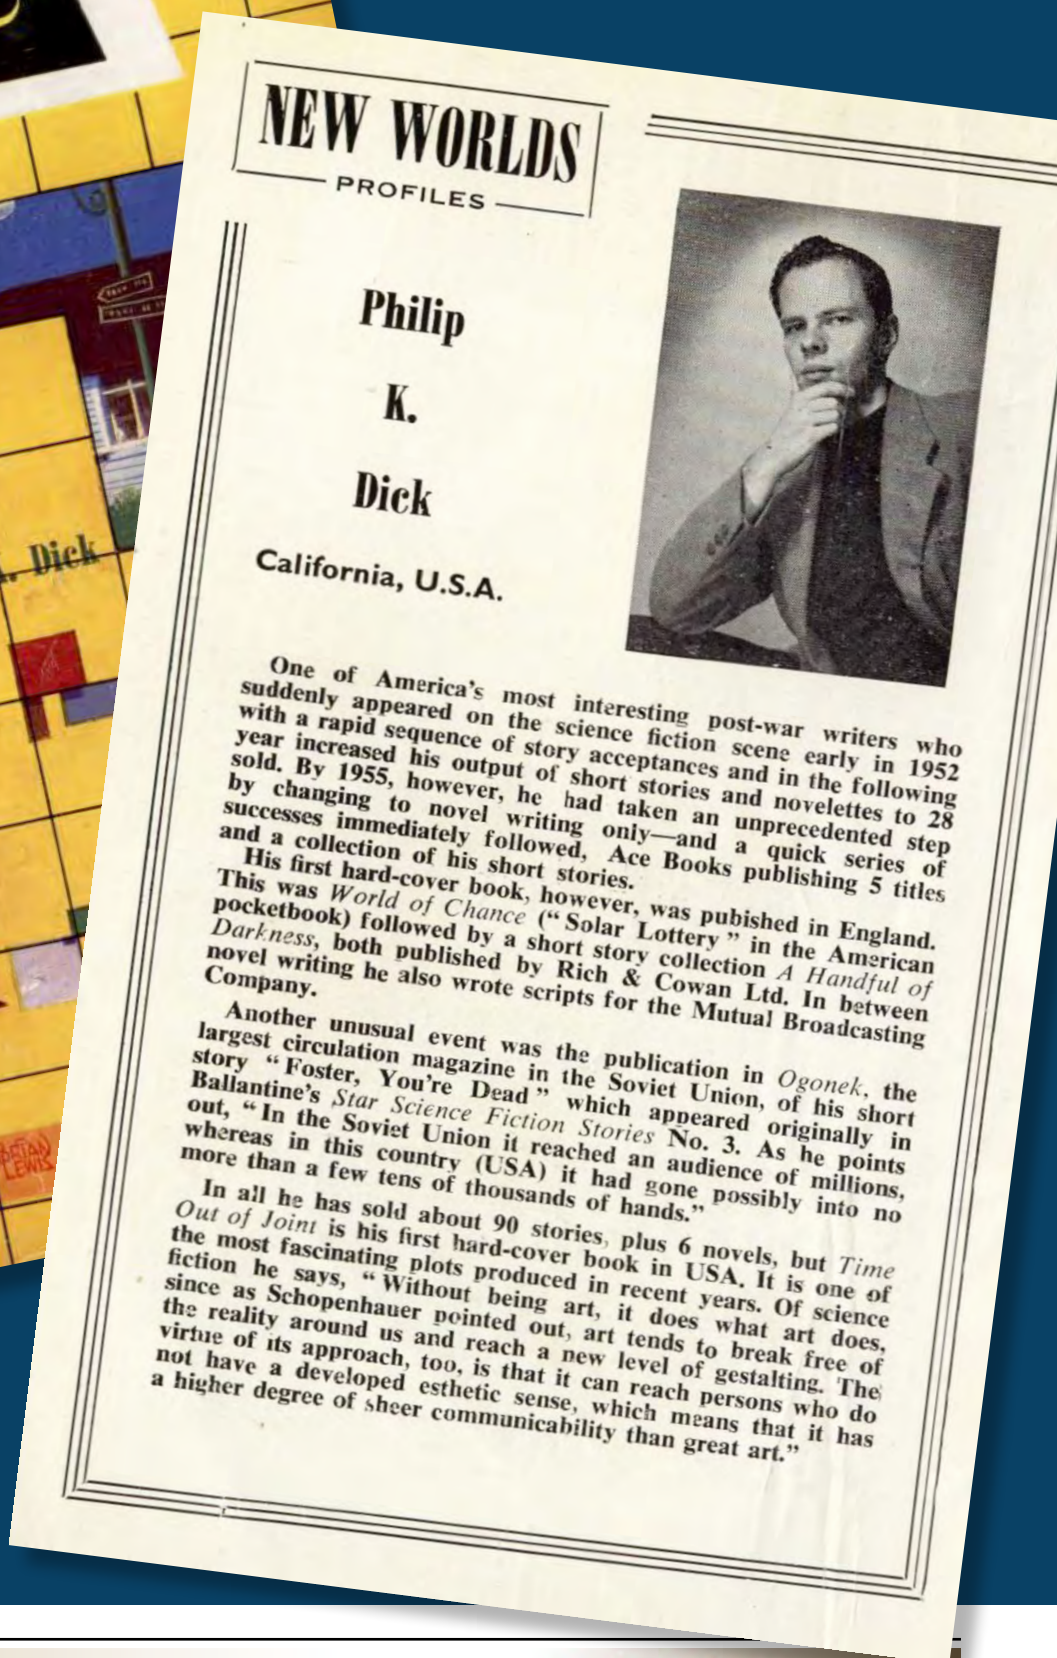 NEW WORLDS
PROFILES
Philip
K.
Dick
California, U.S.A.
One of America's most interesting post-war writers who
suddenly appeared on the science fiction scene early in 1952
with a rapid sequence of story acceptances and in the following
year increased his output of short stories and novelettes to 28
sold. By 1955, however, he had taken an unprecedented step
by changing to novel writing only—and a quick series of
successes immediately followed, Ace Books publishing 5 titles
and a collection of his short stories.
His first hard-cover book, however, was pubished in England.
This was World of Chance (“ Solar Lottery ” in the American
pocketbook) followed by a short story collection A Handful of
Darkness, both published by Rich & Cowan Ltd. In between
novel writing he also wrote scripts for the Mutual Broadcasting
Company.
Another unusual event was the publication in Ogonek, the
largest circulation magazine in the Soviet Union, of his short
story “ Foster, You're Dead ” which appeared originally in
Ballantine's Star Science Fiction Stories No. 3. As he points
out, “ In the Soviet Union it reached an audience of millions,
whereas in this country (USA) it had gone possibly into no
more than a few tens of thousands of hands.”
In all he has sold about 90 stories, plus 6 novels, but Time
Out of Joint is his first hard-cover book in USA. It is one of
the most fascinating plots produced in recent years. Of science
fiction he says, “ Without being art, it does what art does,
since as Schopenhauer pointed out, art tends to break free of
the reality around us and reach a new level of gestalting. The
virtue of its approach, too, is that it can reach persons who do
not have a developed esthetic sense, which means that it has
a higher degree of sheer communicability than great art.”
. Dick
BRIAN
LEWIS